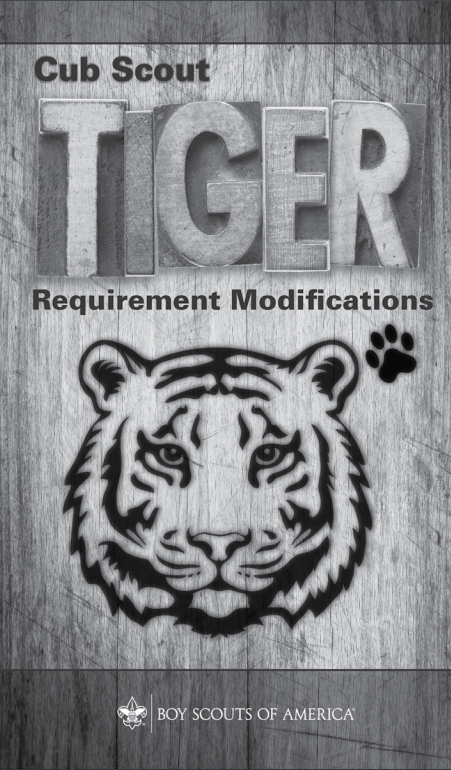 Cub Scout
TIGER
Requirement Modifications
BOY SCOUTS OF AMERICA®